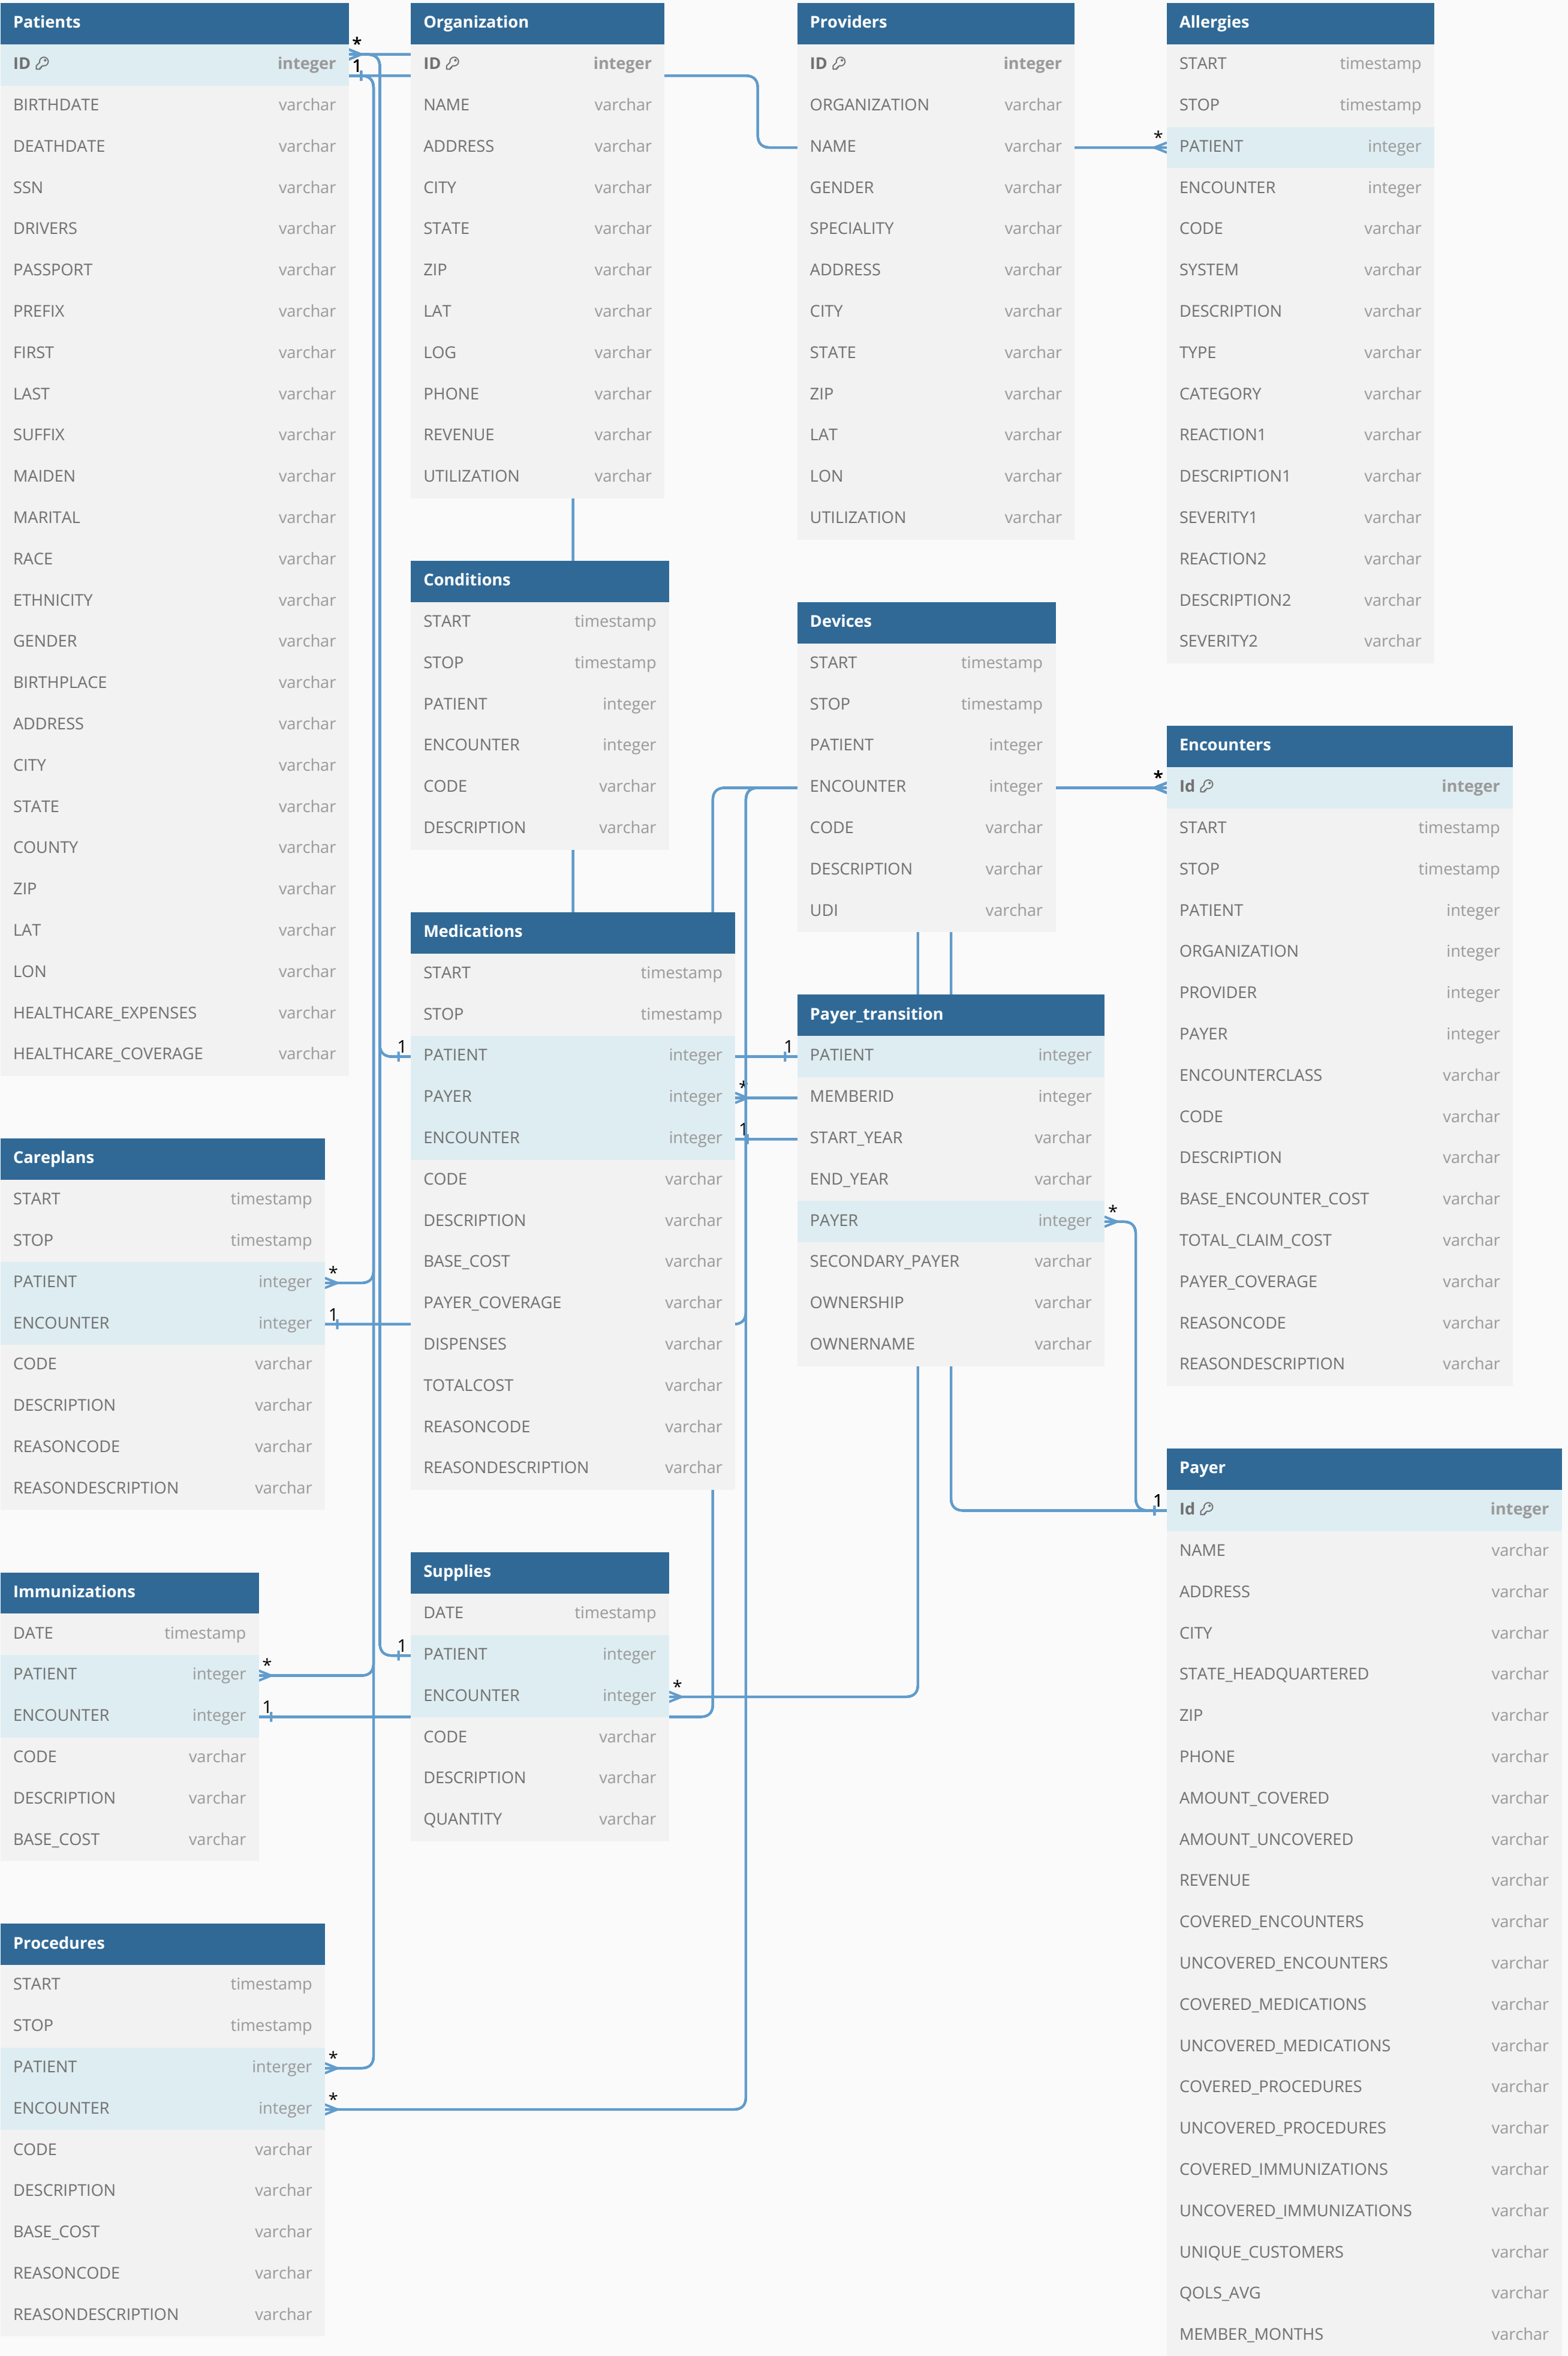 Patients
ID integer
BIRTHDATE varchar
DEATHDATE varchar
SSN varchar
DRIVERS varchar
PASSPORT varchar
PREFIX varchar
FIRST varchar
LAST varchar
SUFFIX varchar
MAIDEN varchar
MARITAL varchar
RACE varchar
ETHNICITY varchar
GENDER varchar
BIRTHPLACE varchar
ADDRESS varchar
CITY varchar
STATE varchar
COUNTY varchar
ZIP varchar
LAT varchar
LON varchar
HEALTHCARE_EXPENSES varchar
HEALTHCARE_COVERAGE varchar
*
1
Careplans
START timestamp
STOP timestamp
PATIENT integer *
ENCOUNTER integer 1
CODE varchar
DESCRIPTION varchar
REASONCODE varchar
REASONDESCRIPTION varchar
Immunizations
DATE timestamp
PATIENT integer *
ENCOUNTER integer 1
CODE varchar
DESCRIPTION varchar
BASE_COST varchar
Procedures
START timestamp
STOP timestamp
PATIENT interger *
ENCOUNTER integer *
CODE varchar
DESCRIPTION varchar
BASE_COST varchar
REASONCODE varchar
REASONDESCRIPTION varchar
Organization
ID integer
NAME varchar
ADDRESS varchar
CITY varchar
STATE varchar
ZIP varchar
LAT varchar
LOG varchar
PHONE varchar
REVENUE varchar
UTILIZATION varchar
Conditions
START timestamp
STOP timestamp
PATIENT integer
ENCOUNTER integer
CODE varchar
DESCRIPTION varchar
Medications
START timestamp
STOP timestamp
1 PATIENT integer
PAYER integer *
ENCOUNTER integer 1
CODE varchar
DESCRIPTION varchar
BASE_COST varchar
PAYER_COVERAGE varchar
DISPENSES varchar
TOTALCOST varchar
REASONCODE varchar
REASONDESCRIPTION varchar
Supplies
DATE timestamp
1 PATIENT integer
ENCOUNTER integer *
CODE varchar
DESCRIPTION varchar
QUANTITY varchar
Providers
ID integer
ORGANIZATION varchar
NAME varchar
GENDER varchar
SPECIALITY varchar
ADDRESS varchar
CITY varchar
STATE varchar
ZIP varchar
LAT varchar
LON varchar
UTILIZATION varchar
Devices
START timestamp
STOP timestamp
PATIENT integer
ENCOUNTER integer
CODE varchar
DESCRIPTION varchar
UDI varchar
Payer_transition
1 PATIENT integer
MEMBERID integer
START_YEAR varchar
END_YEAR varchar
PAYER integer *
SECONDARY_PAYER varchar
OWNERSHIP varchar
OWNERNAME varchar
Allergies
START timestamp
STOP timestamp
* PATIENT integer
ENCOUNTER integer
CODE varchar
SYSTEM varchar
DESCRIPTION varchar
TYPE varchar
CATEGORY varchar
REACTION1 varchar
DESCRIPTION1 varchar
SEVERITY1 varchar
REACTION2 varchar
DESCRIPTION2 varchar
SEVERITY2 varchar
Encounters
* Id integer
START timestamp
STOP timestamp
PATIENT integer
ORGANIZATION integer
PROVIDER integer
PAYER integer
ENCOUNTERCLASS varchar
CODE varchar
DESCRIPTION varchar
BASE_ENCOUNTER_COST varchar
TOTAL_CLAIM_COST varchar
PAYER_COVERAGE varchar
REASONCODE varchar
REASONDESCRIPTION varchar
Payer
1 Id integer
NAME varchar
ADDRESS varchar
CITY varchar
STATE_HEADQUARTERED varchar
ZIP varchar
PHONE varchar
AMOUNT_COVERED varchar
AMOUNT_UNCOVERED varchar
REVENUE varchar
COVERED_ENCOUNTERS varchar
UNCOVERED_ENCOUNTERS varchar
COVERED_MEDICATIONS varchar
UNCOVERED_MEDICATIONS varchar
COVERED_PROCEDURES varchar
UNCOVERED_PROCEDURES varchar
COVERED_IMMUNIZATIONS varchar
UNCOVERED_IMMUNIZATIONS varchar
UNIQUE_CUSTOMERS varchar
QOLS_AVG varchar
MEMBER_MONTHS varchar